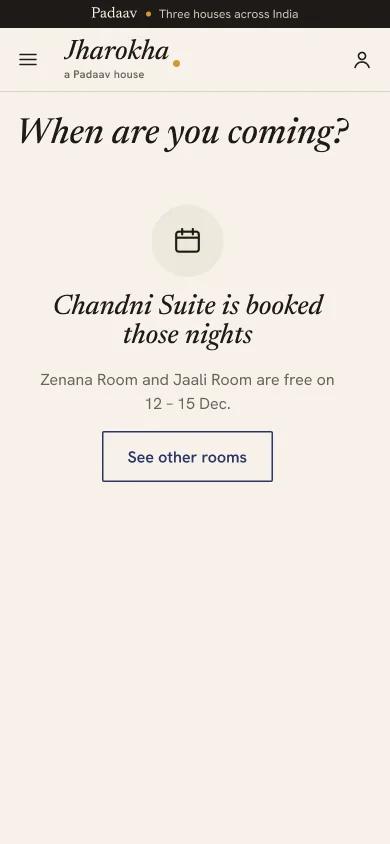 Padaav • Three houses across India
Jharokha
a Padaav house
When are you coming?
Chandni Suite is booked
those nights
Zenana Room and Jaali Room are free on
12 – 15 Dec.
See other rooms